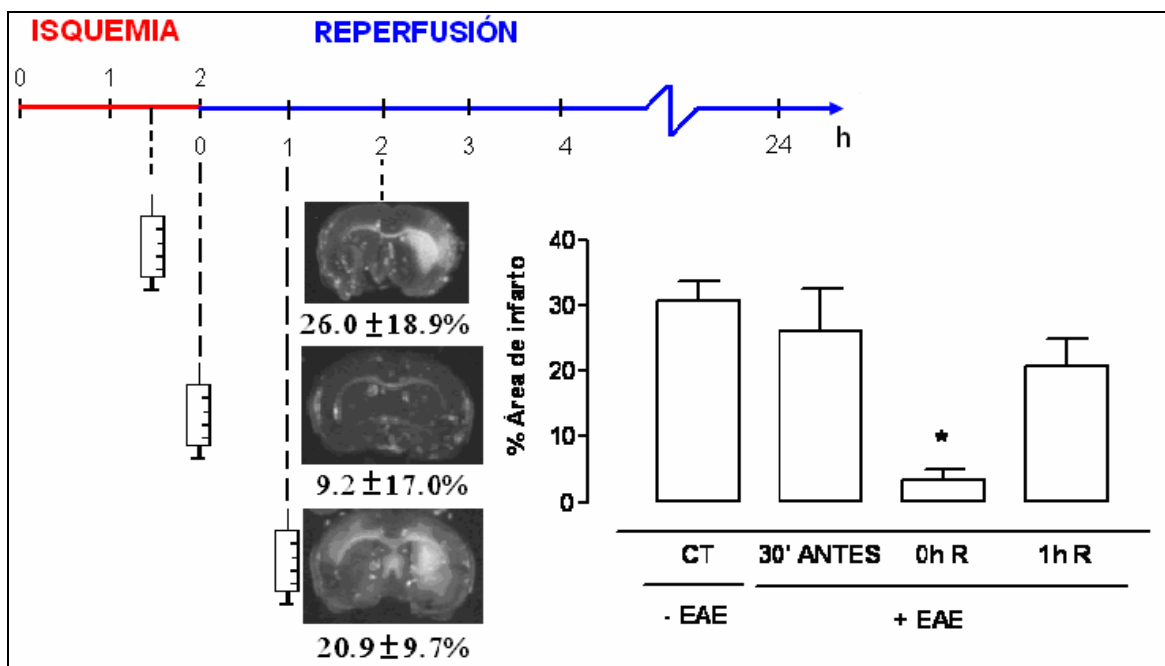 ISQUEMIA REPERFUSIÓN
0 1 2
0 1 2 3 4 24 h
26.0 ±18.9%
9.2 ±17.0%
20.9 ±9.7%
% Área de infarto
40
30
20
10
0
*
CT 30' ANTES 0h R 1h R
- EAE + EAE